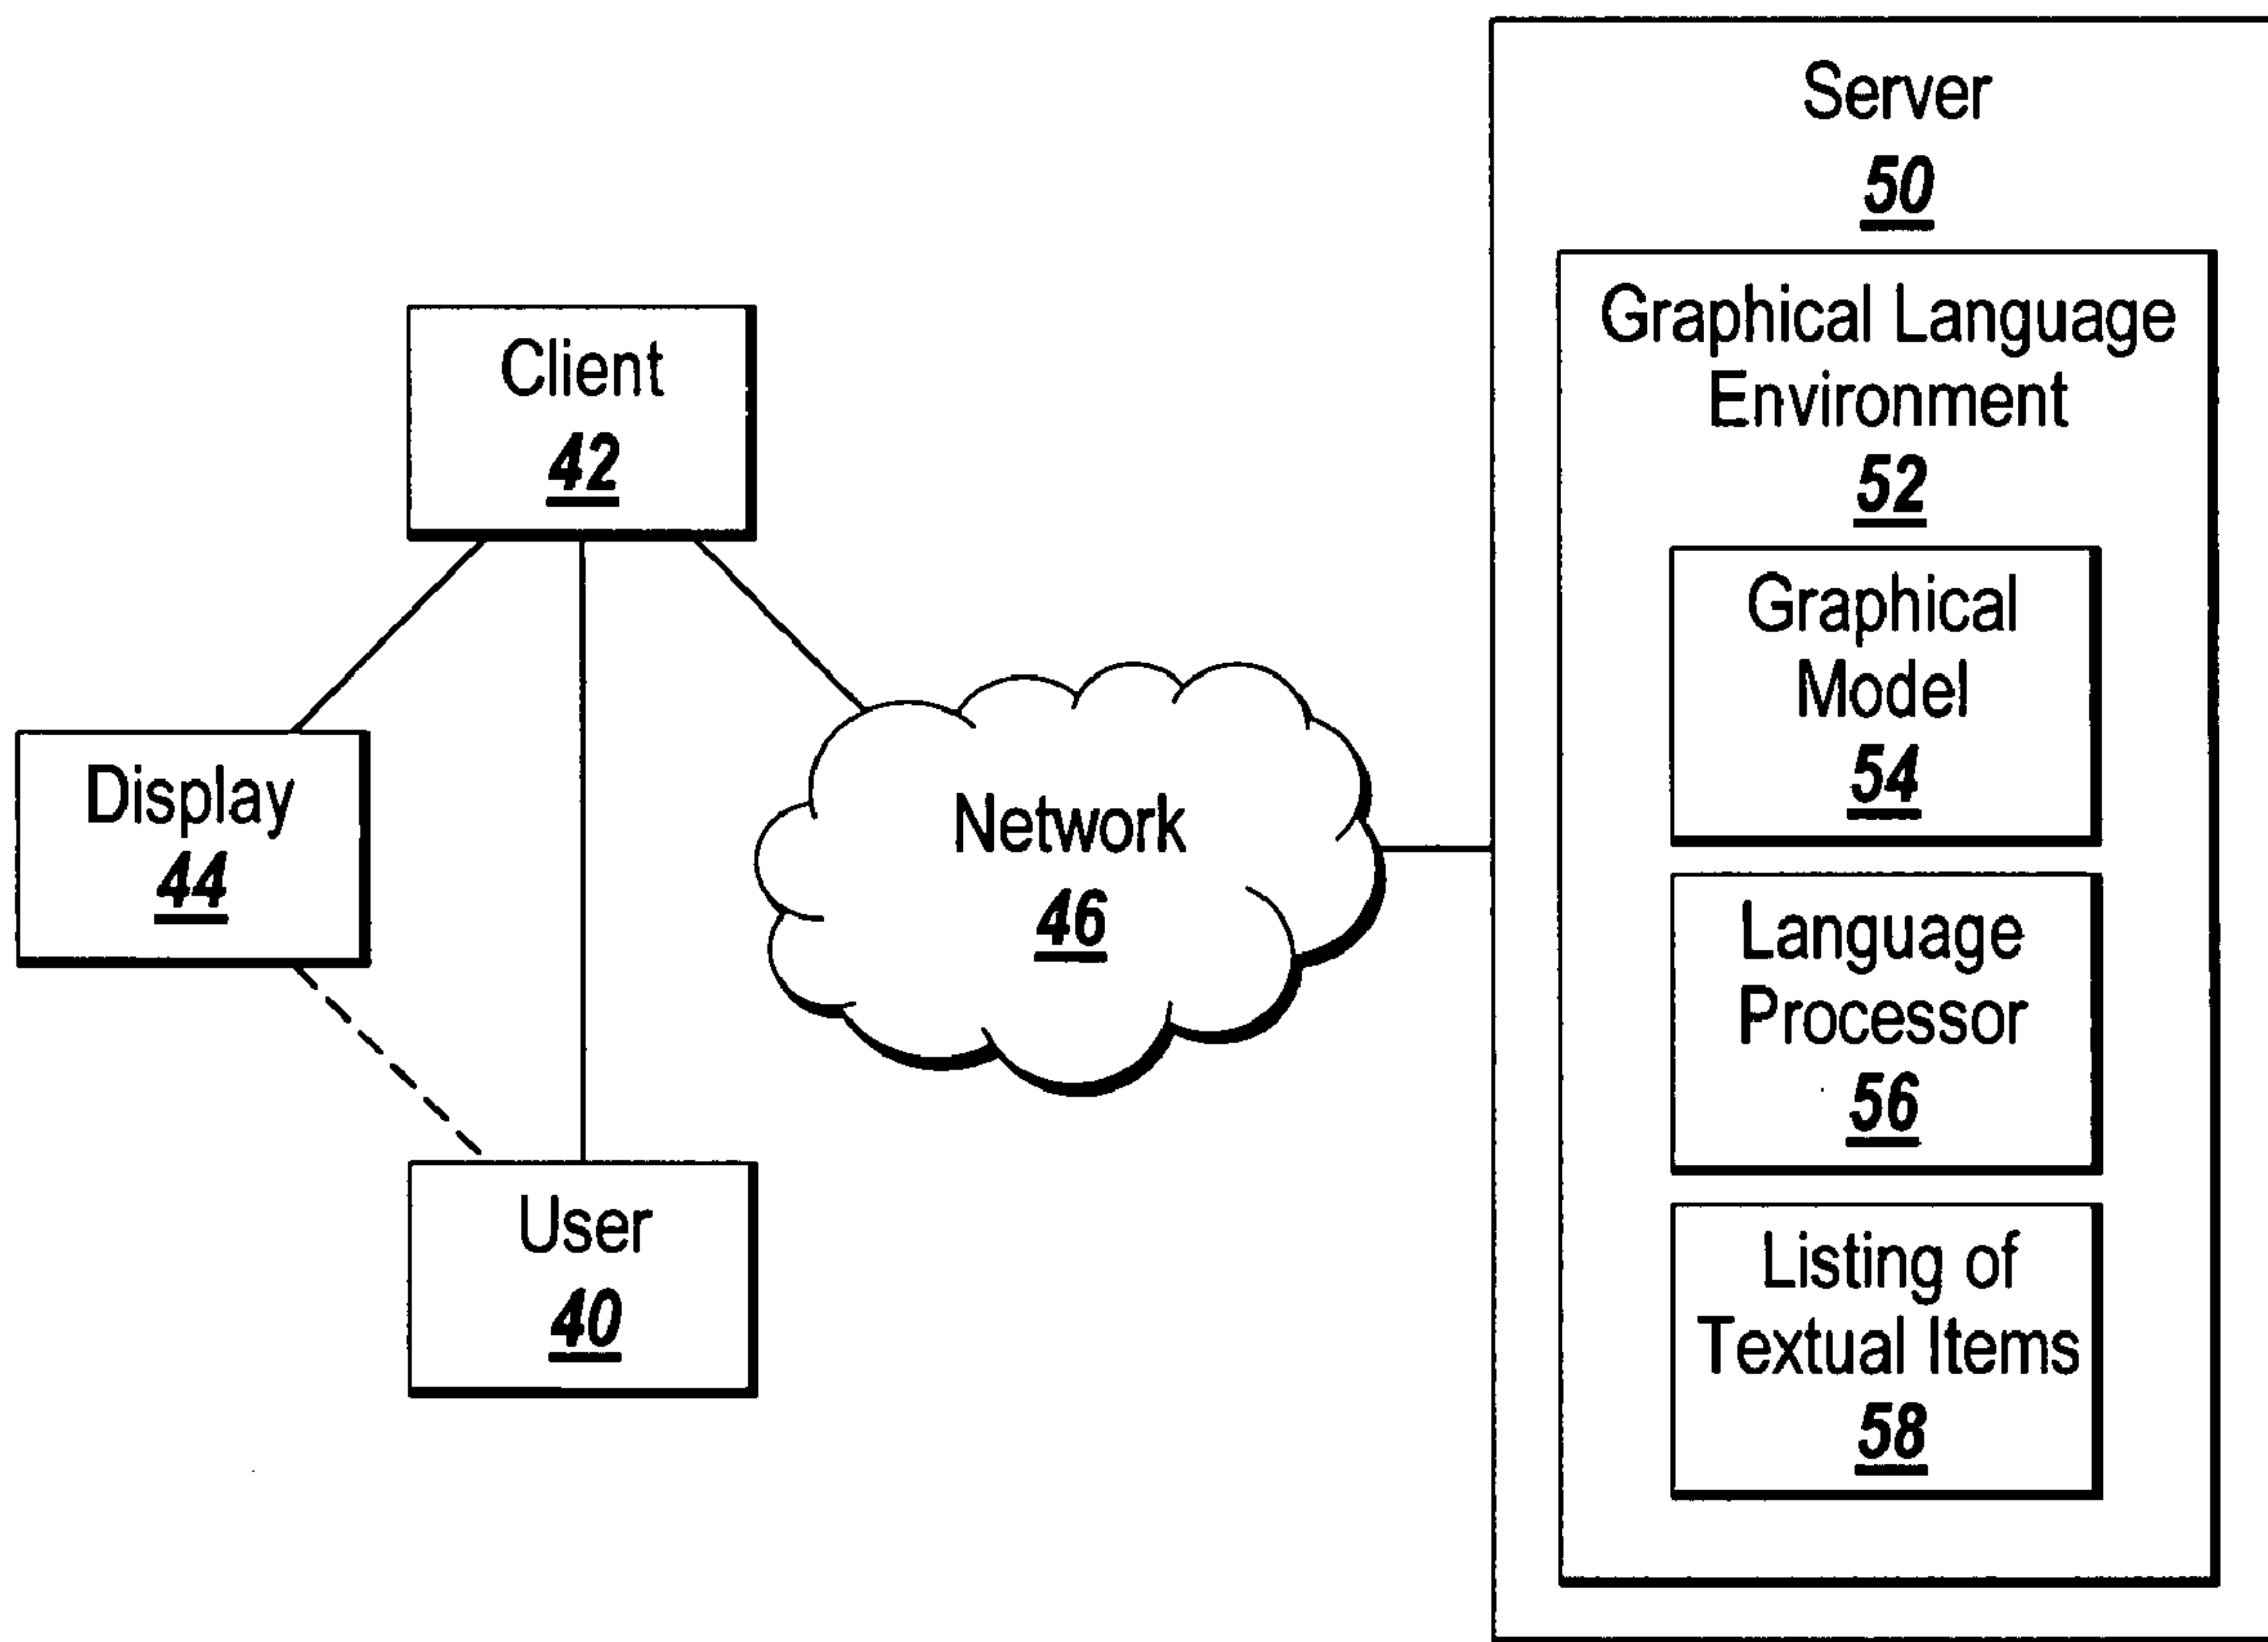 Server
50
Graphical Language
Environment
52
Graphical
Model
54
Language
Processor
56
Listing of
Textual Items
58
Client
42
Display
44
Network
46
User
40